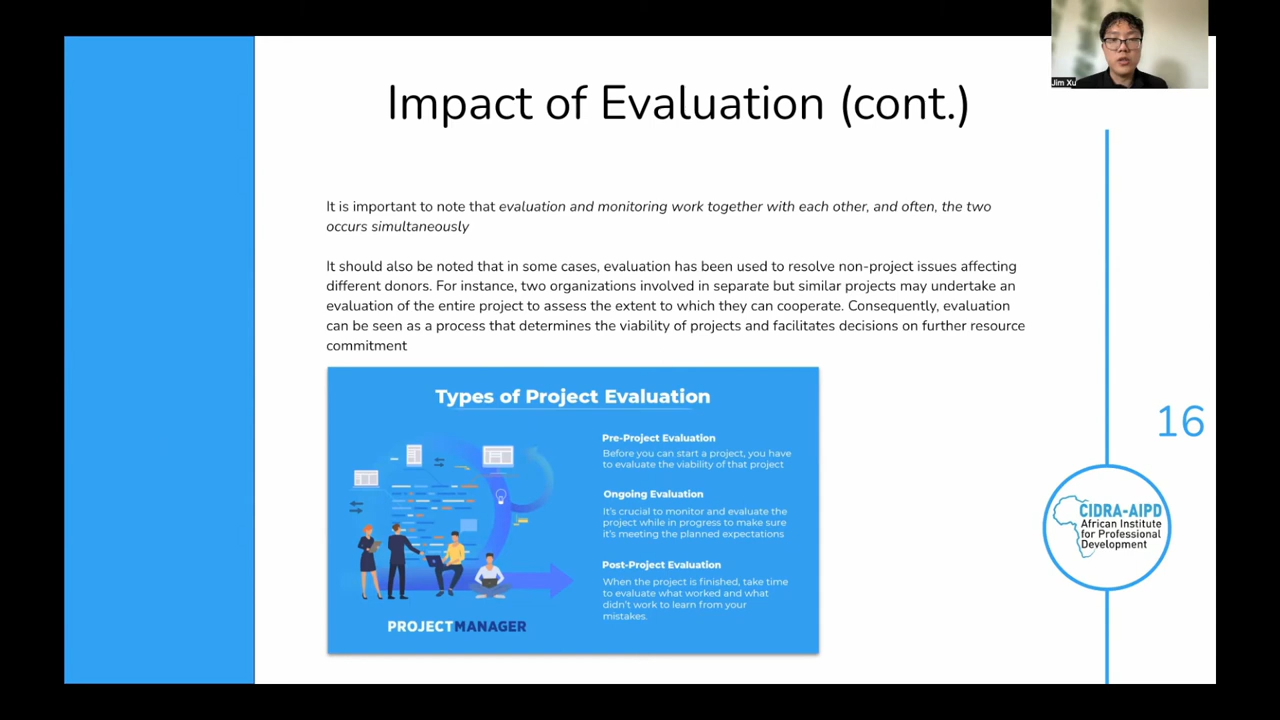 Jim Xu
Impact of Evaluation (cont.)
It is important to note that evaluation and monitoring work together with each other, and often, the two
occurs simultaneously
It should also be noted that in some cases, evaluation has been used to resolve non-project issues affecting
different donors. For instance, two organizations involved in separate but similar projects may undertake an
evaluation of the entire project to assess the extent to which they can cooperate. Consequently, evaluation
can be seen as a process that determines the viability of projects and facilitates decisions on further resource
commitment
Types of Project Evaluation
Pre-Project Evaluation
Before you can start a project, you have
to evaluate the viability of that project
Ongoing Evaluation
It's crucial to monitor and evaluate the
project while in progress to make sure
it's meeting the planned expectations
Post-Project Evaluation
When the project is finished, take time
to evaluate what worked and what
didn't work to learn from your
mistakes.
PROJECTMANAGER
16
CIDRA-AIPD
African Institute
for Professional
Development